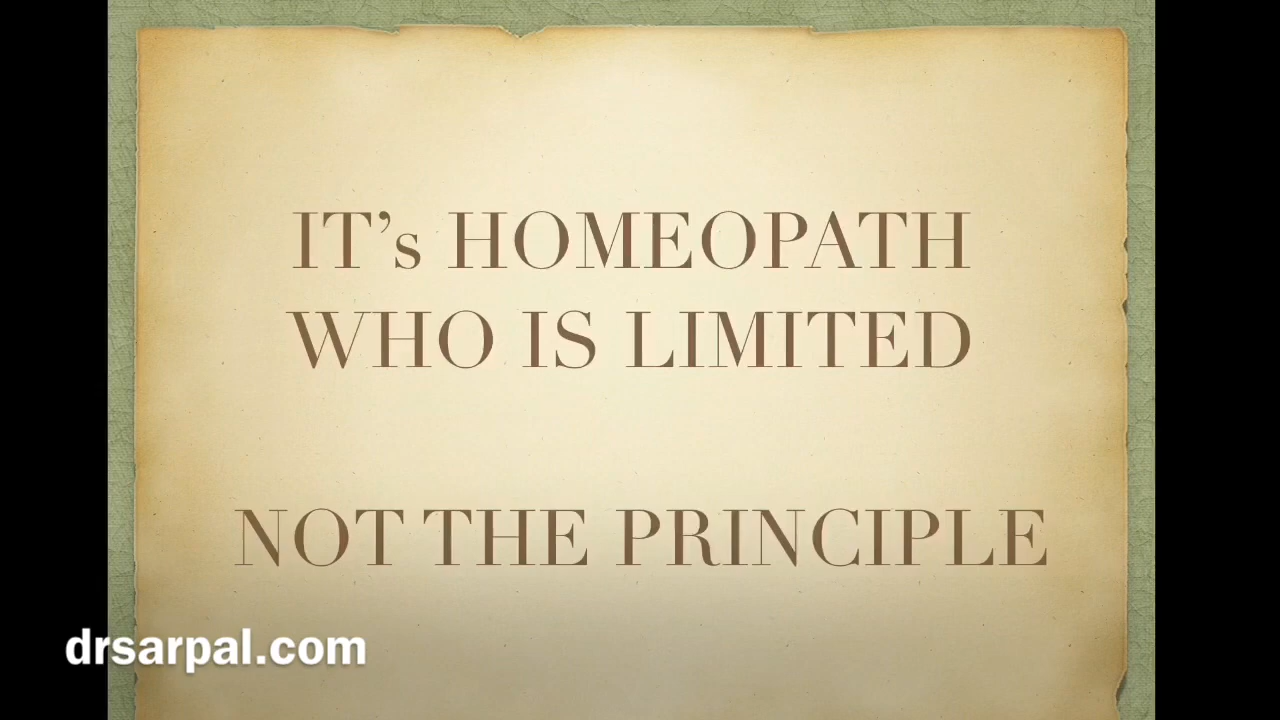 IT's HOMEOPATH
WHO IS LIMITED
NOT THE PRINCIPLE
drsarpal.com